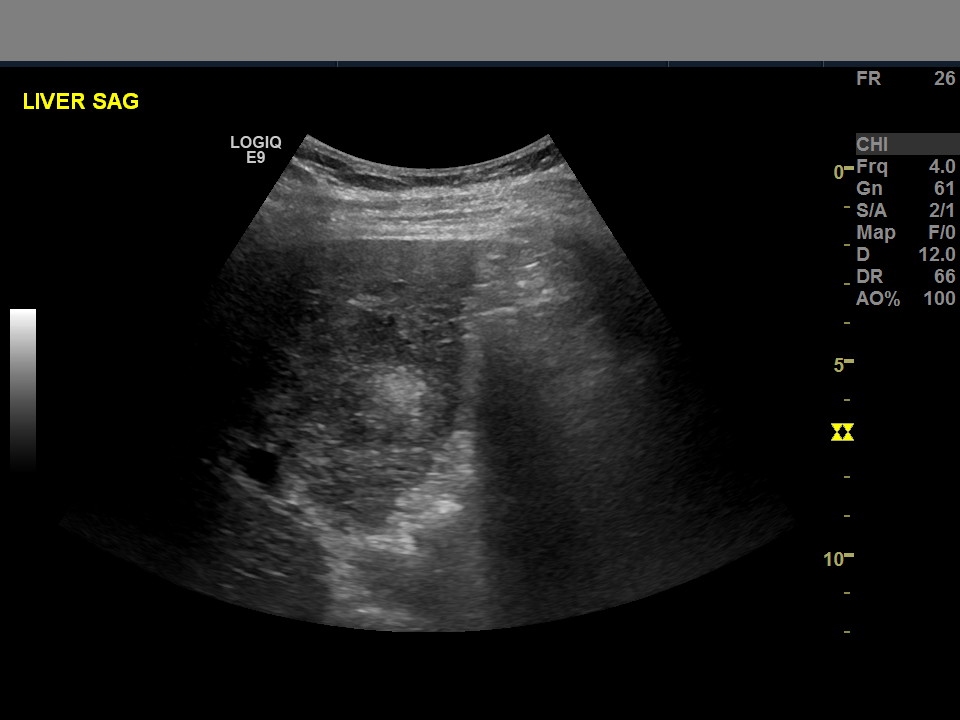 LIVER SAG
LOGIQ
E9
FR 26
CHI
Frq 4.0
Gn 61
S/A 2/1
Map F/0
D 12.0
DR 66
AO% 100
0
5
10